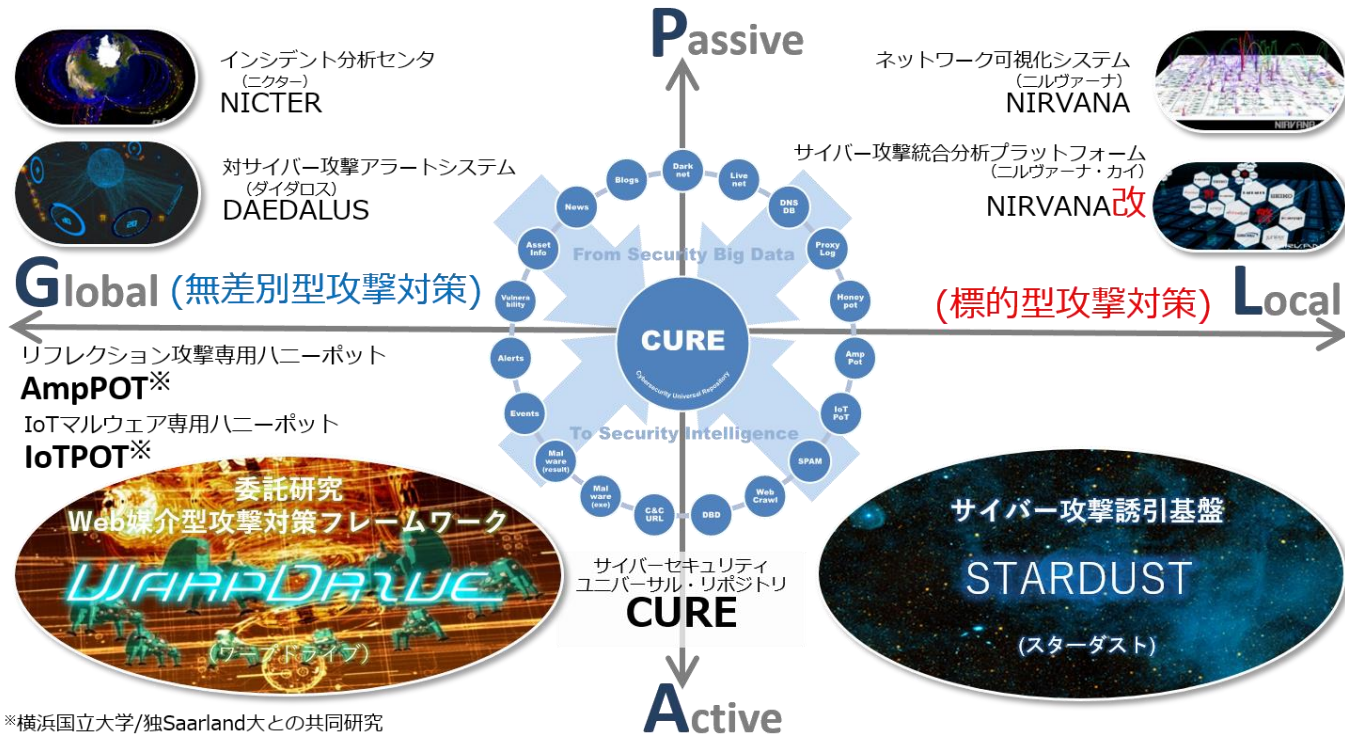 Passive
インシデント分析センタ
(ニクター)
NICTER
対サイバー攻撃アラートシステム
(ダイダロス)
DAEDALUS
ネットワーク可視化システム
(ニルヴァーナ)
NIRVANA
NIRVANA
サイバー攻撃統合分析プラットフォーム
(ニルヴァーナ・カイ)
NIRVANA改
Global (無差別型攻撃対策)
(標的型攻撃対策) Local
Dark
net
Live
net
DNS
DB
Proxy
Log
Honey
pot
Amp
Pot
IoT
PoT
SPAM
Web
Crawl
DBD
C&C
URL
Mal
ware
(exe)
Mal
ware
(result)
Events
Alerts
Vulnera
bility
Asset
Info
News
Blogs
From Security Big Data
CURE
Cybersecurity Universal Repository
To Security Intelligence
リフレクション攻撃専用ハニーポット
AmpPOT※
IoTマルウェア専用ハニーポット
IoTPOT※
委託研究
Web媒介型攻撃対策フレームワーク
WARPDRIVE
(ワープドライブ)
サイバーセキュリティ
ユニバーサル・リポジトリ
CURE
サイバー攻撃誘引基盤
STARDUST
(スターダスト)
Active
※横浜国立大学/独Saarland大との共同研究